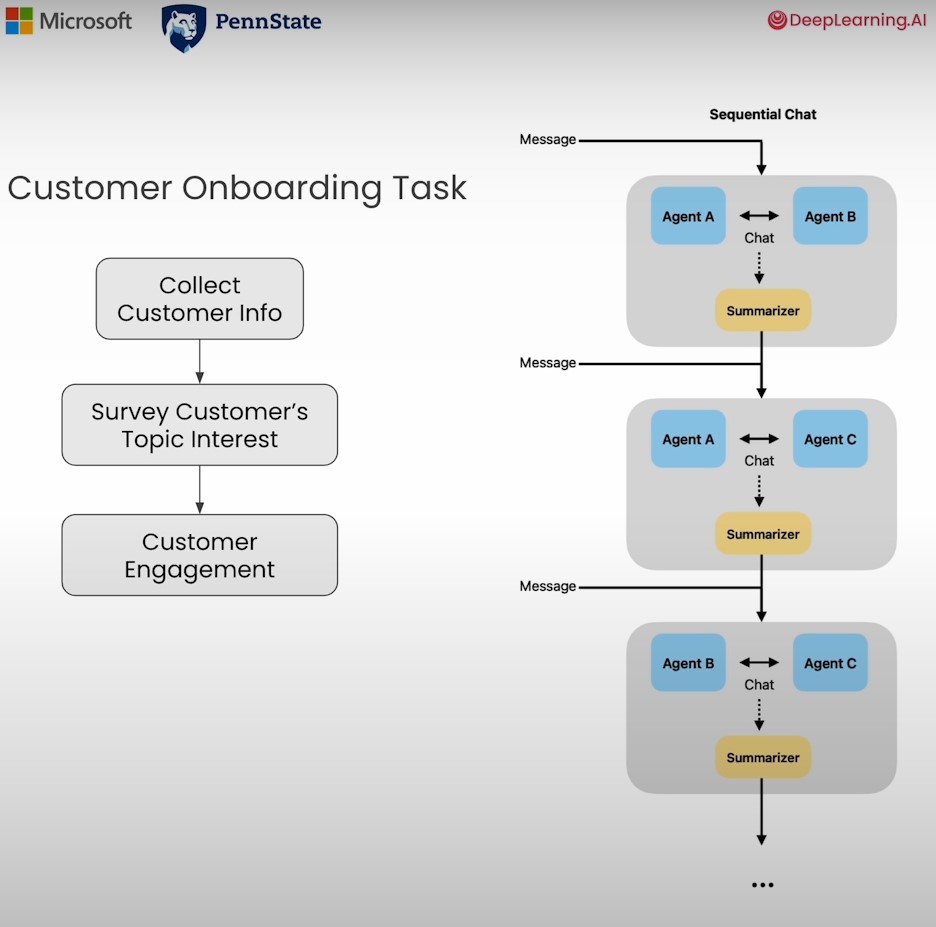 Microsoft
PennState
DeepLearning.AI
Customer Onboarding Task
Collect
Customer Info
Survey Customer's
Topic Interest
Customer
Engagement
Sequential Chat
Message
Agent A
Agent B
Chat
Summarizer
Message
Agent A
Agent C
Chat
Summarizer
Message
Agent B
Agent C
Chat
Summarizer
...